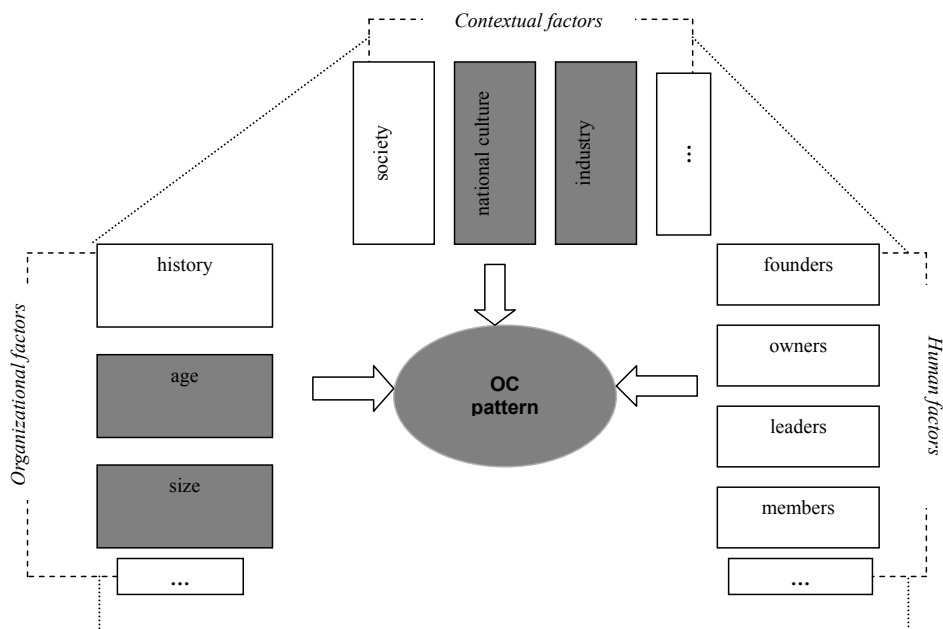 Contextual factors
society
national culture
industry
...
Organizational factors
history
age
size
...
OC
pattern
founders
owners
leaders
members
...
Human factors